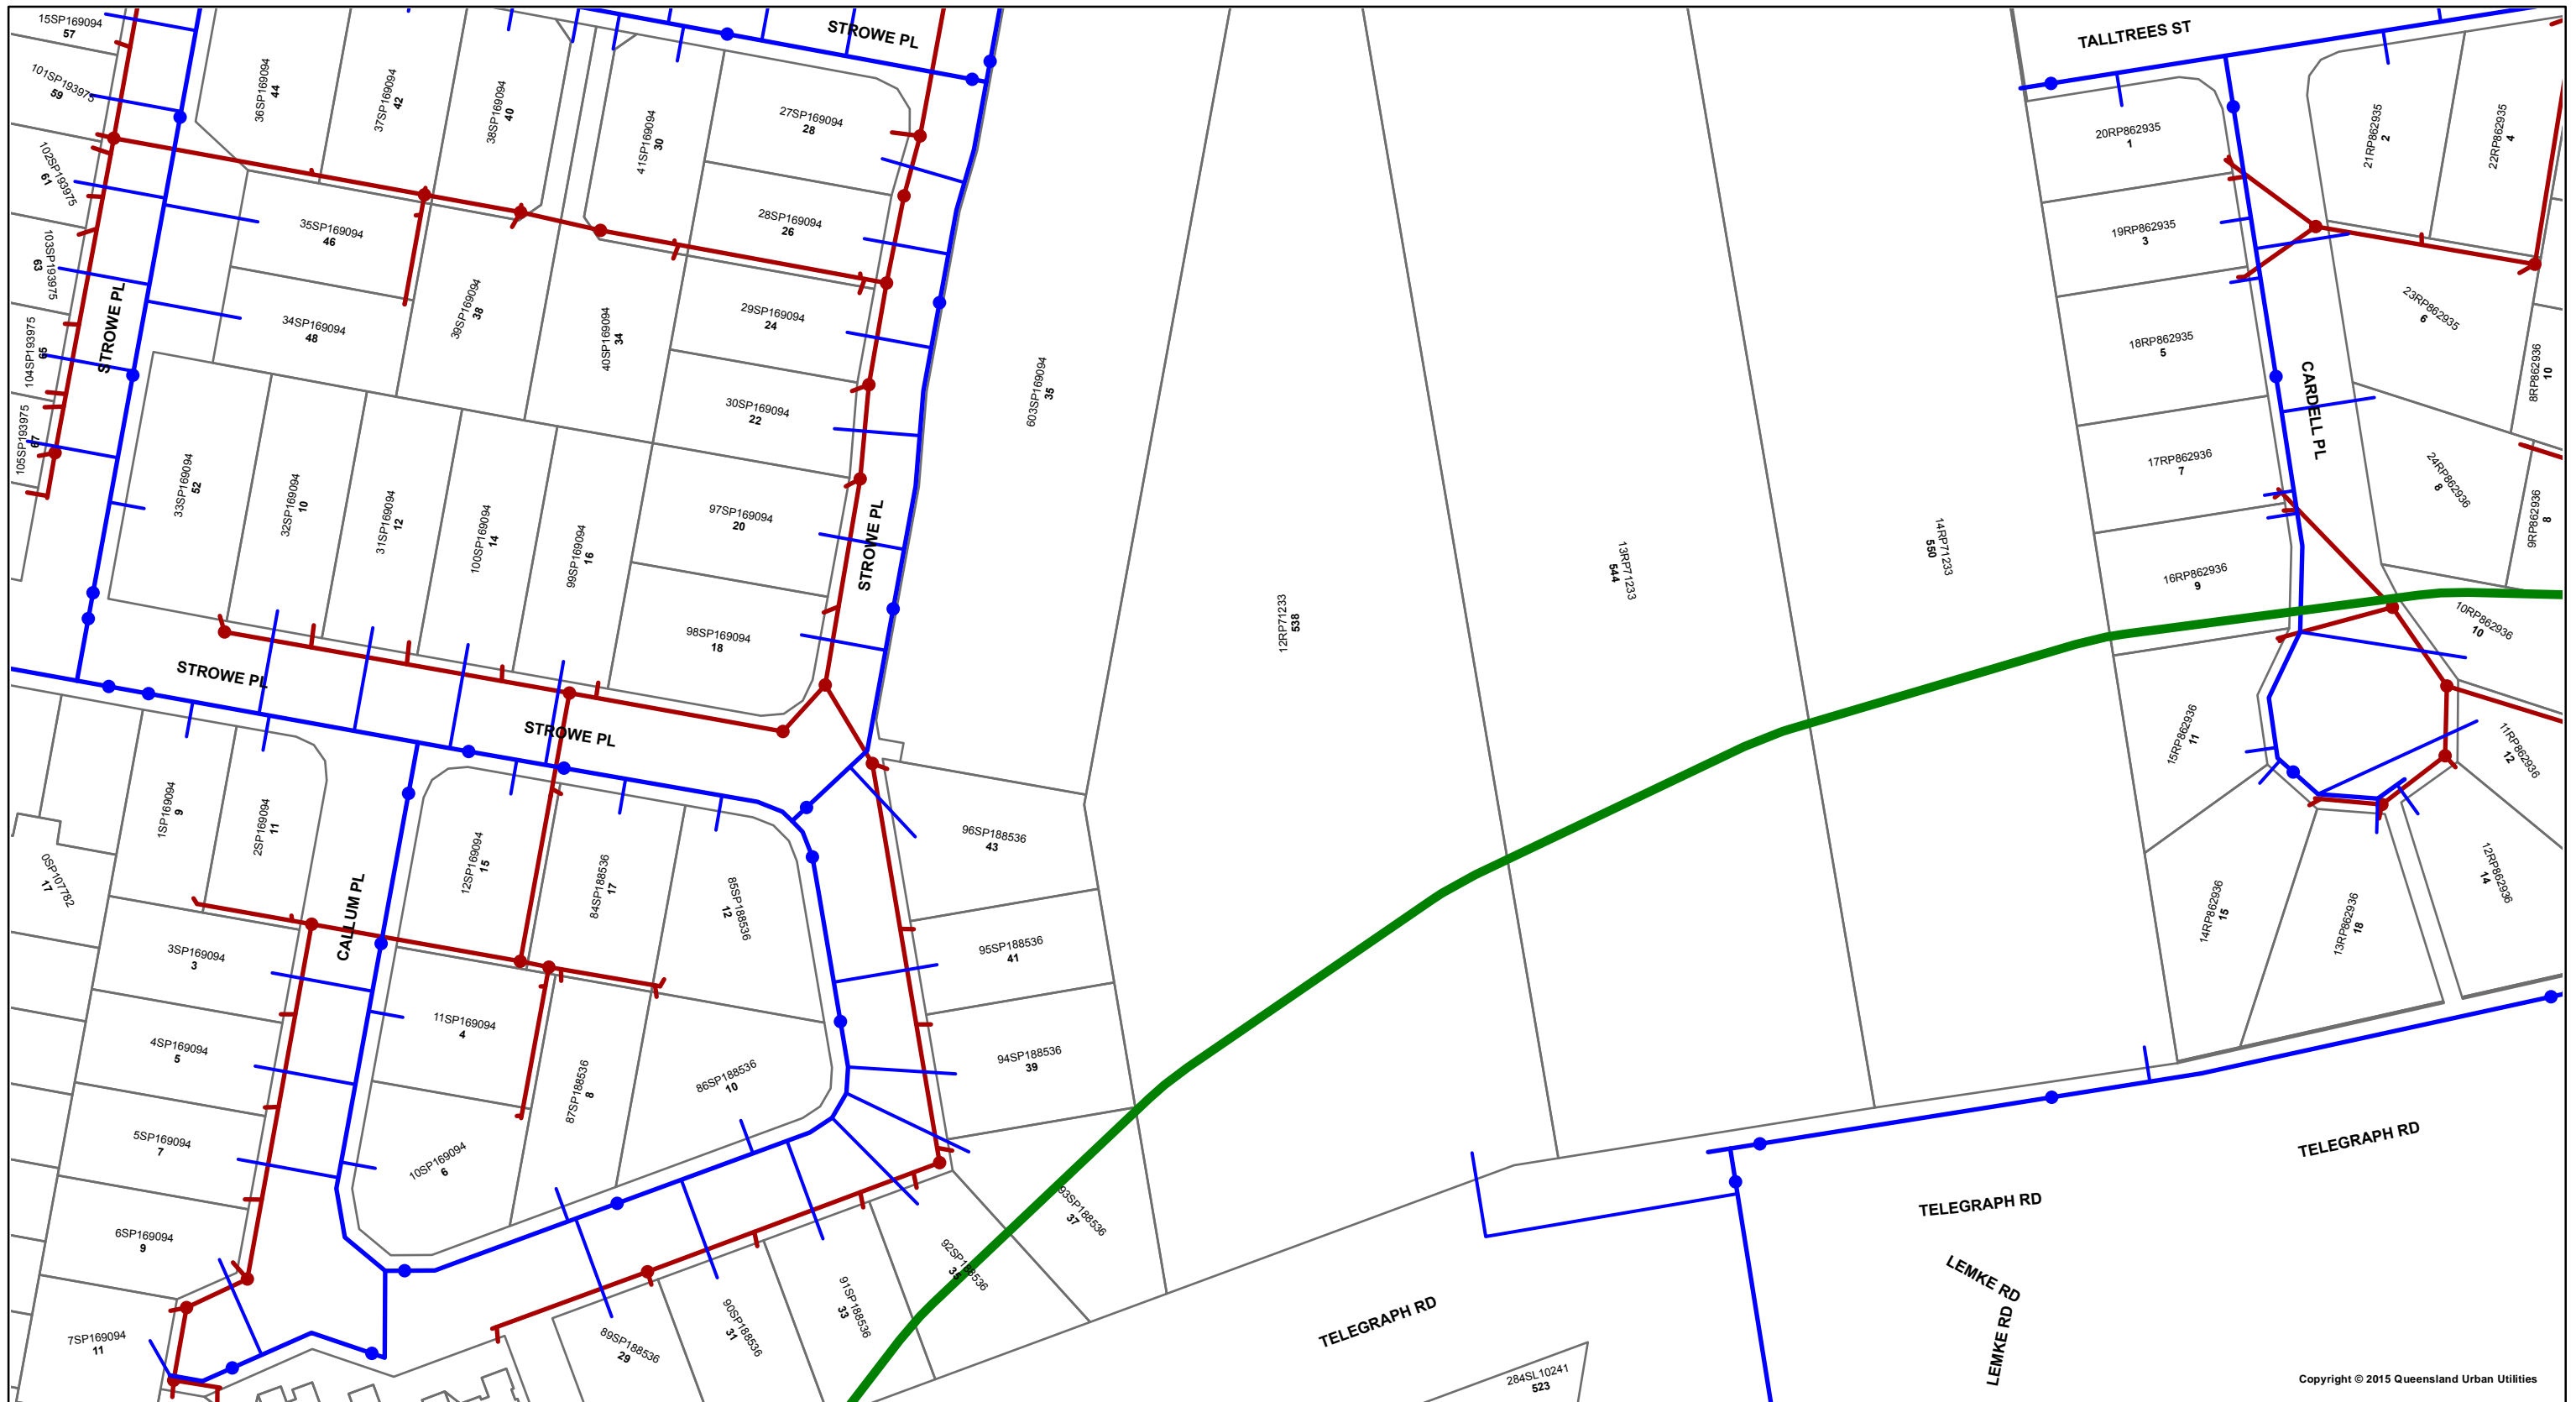 15SP169094
57
101SP193975
59
102SP193975
61
103SP193975
63
104SP193975
65
105SP193975
67
STROWE PL
36SP169094
44
37SP169094
42
38SP169094
40
35SP169094
46
34SP169094
48
39SP169094
38
40SP169094
34
41SP169094
30
STROWE PL
27SP169094
28
28SP169094
26
29SP169094
24
30SP169094
22
97SP169094
20
98SP169094
18
STROWE PL
33SP169094
52
32SP169094
10
31SP169094
12
100SP169094
14
99SP169094
16
STROWE PL
STROWE PL
603SP169094
35
12RP71233
538
13RP71233
544
14RP71233
550
TALLTREES ST
20RP862935
1
19RP862935
3
18RP862935
5
17RP862936
7
16RP862936
9
15RP862936
11
14RP862936
15
13RP862936
18
12RP862936
14
11RP862936
12
10RP862936
10
CARDELL PL
21RP862935
2
22RP862935
4
23RP862935
6
24RP862936
8
8RP862936
10
9RP862936
8
0SP107782
17
1SP169094
9
2SP169094
11
CALLUM PL
3SP169094
3
4SP169094
5
5SP169094
7
6SP169094
9
7SP169094
11
12SP169094
15
84SP188536
17
85SP188536
12
11SP169094
4
10SP169094
6
87SP188536
8
86SP188536
10
96SP188536
43
95SP188536
41
94SP188536
39
93SP188536
37
92SP188536
35
91SP188536
33
90SP188536
31
89SP188536
29
TELEGRAPH RD
TELEGRAPH RD
TELEGRAPH RD
LEMKE RD
LEMKE RD
284SL10241
523
Copyright © 2015 Queensland Urban Utilities